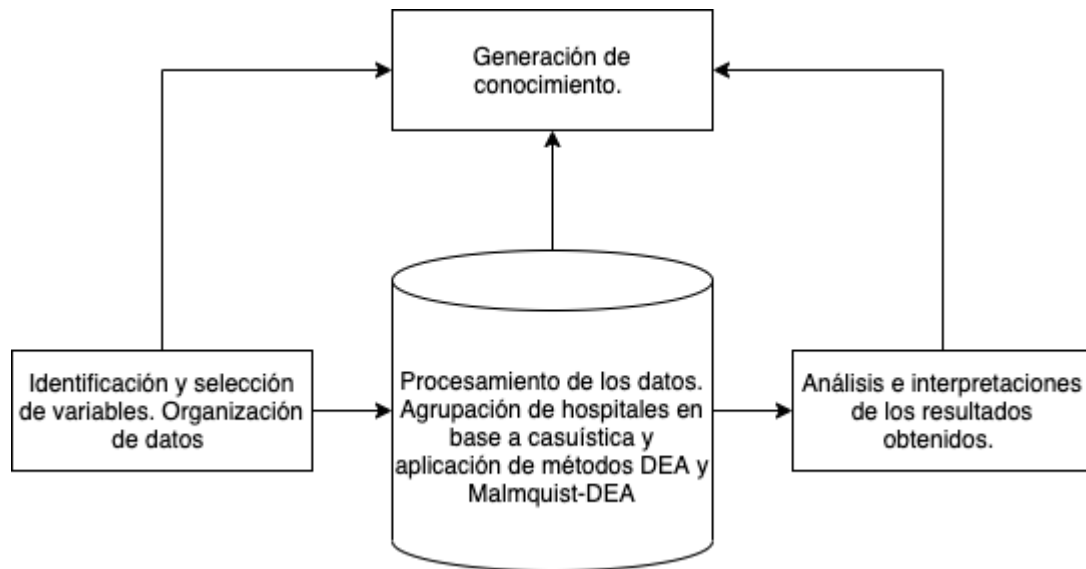 Generación de
conocimiento.
Identificación y selección
de variables. Organización
de datos
Procesamiento de los datos.
Agrupación de hospitales en
base a casuística y
aplicación de métodos DEA y
Malmquist-DEA
Análisis e interpretaciones
de los resultados
obtenidos.